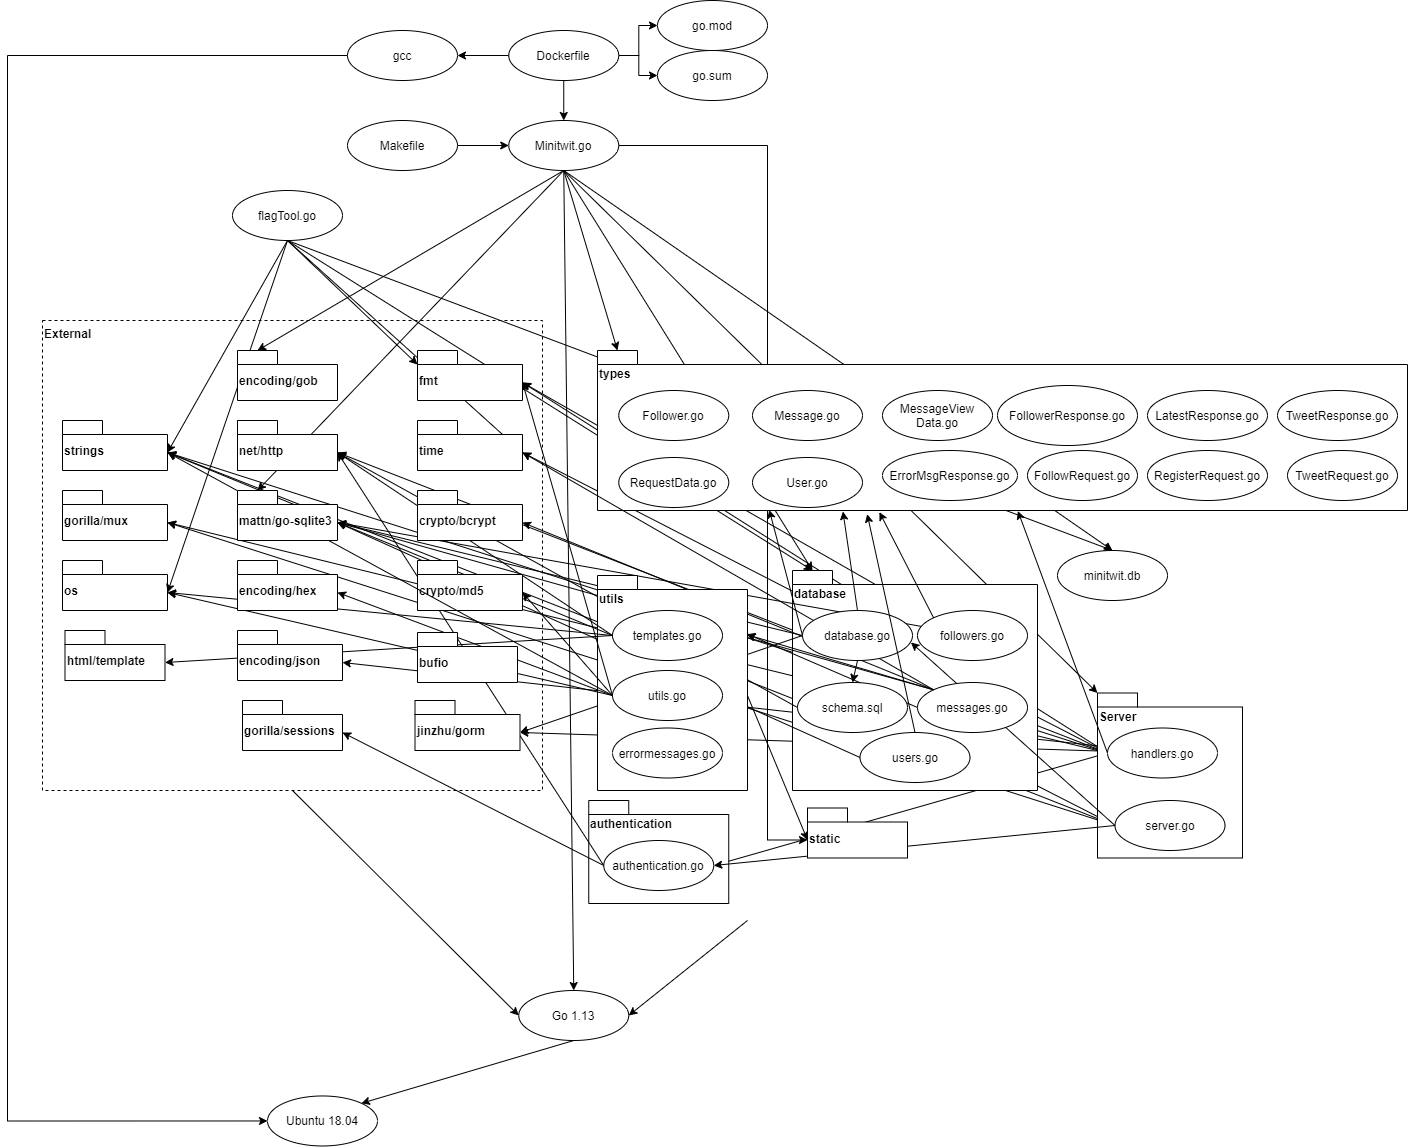 go.mod
gcc
Dockerfile
go.sum
Makefile
Minitwit.go
flagTool.go
External
types
encoding/gob
fmt
Follower.go
Message.go
MessageView
Data.go
FollowerResponse.go
LatestResponse.go
TweetResponse.go
strings
net/http
time
RequestData.go
User.go
ErrorMsgResponse.go
FollowRequest.go
RegisterRequest.go
TweetRequest.go
gorilla/mux
mattn/go-sqlite3
crypto/bcrypt
minitwit.db
os
encoding/hex
crypto/md5
utils
database
templates.go
database.go
followers.go
html/template
encoding/json
bufio
utils.go
schema.sql
messages.go
Server
gorilla/sessions
jinzhu/gorm
errormessages.go
users.go
handlers.go
authentication
static
server.go
authentication.go
Go 1.13
Ubuntu 18.04